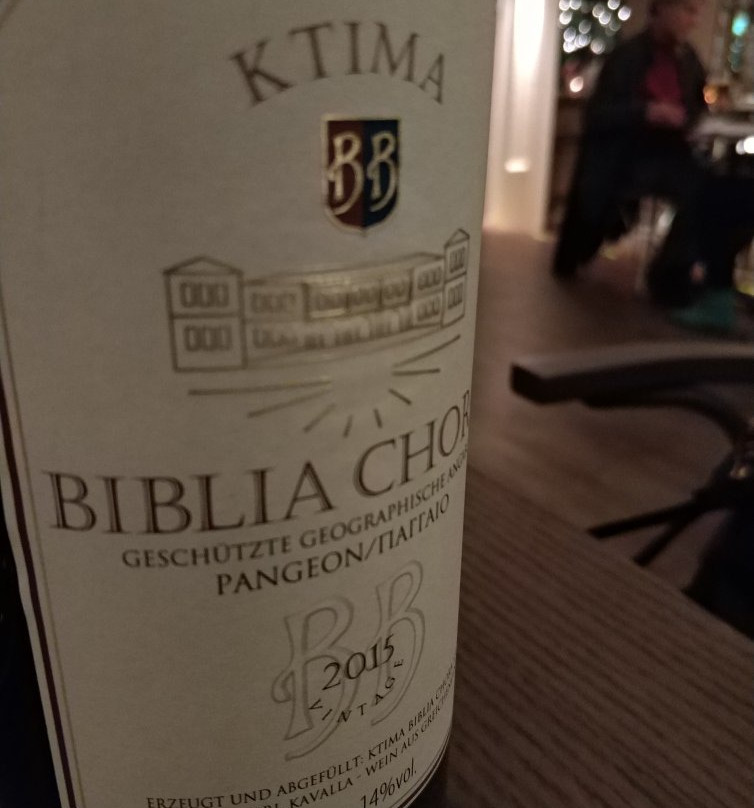 KTIMA
BB
BIBLIA CHOR
GESCHÜTZTE GEOGRAPHISCHE
PANGEON/ΠΑΓΓΑΙΟ
BB
2015
VINTAGE
ERZEUGT UND ABGEFÜLLT: KTIMA BIBLIA CHORA
KAVALLA - WEIN AUS
14%vol.